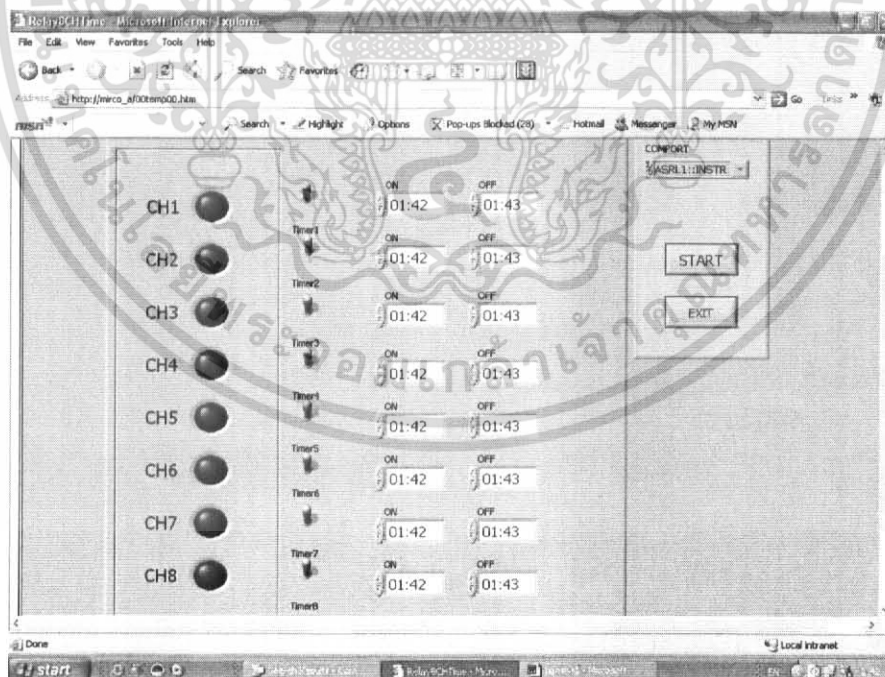 Relay8CHTime - Microsoft Internet Explorer
File Edit View Favorites Tools Help
Back Search Favorites
Address http://mirco_af00temp00.htm Go Links »
msn Search Highlight Options Pop-ups Blocked (28) Hotmail Messenger My MSN
COMPORT
ASRL1::INSTR
START
EXIT
CH1 ON 01:42 OFF 01:43
Timer1
CH2 ON 01:42 OFF 01:43
Timer2
CH3 ON 01:42 OFF 01:43
Timer3
CH4 ON 01:42 OFF 01:43
Timer4
CH5 ON 01:42 OFF 01:43
Timer5
CH6 ON 01:42 OFF 01:43
Timer6
CH7 ON 01:42 OFF 01:43
Timer7
CH8 ON 01:42 OFF 01:43
Timer8
Done Local intranet
start